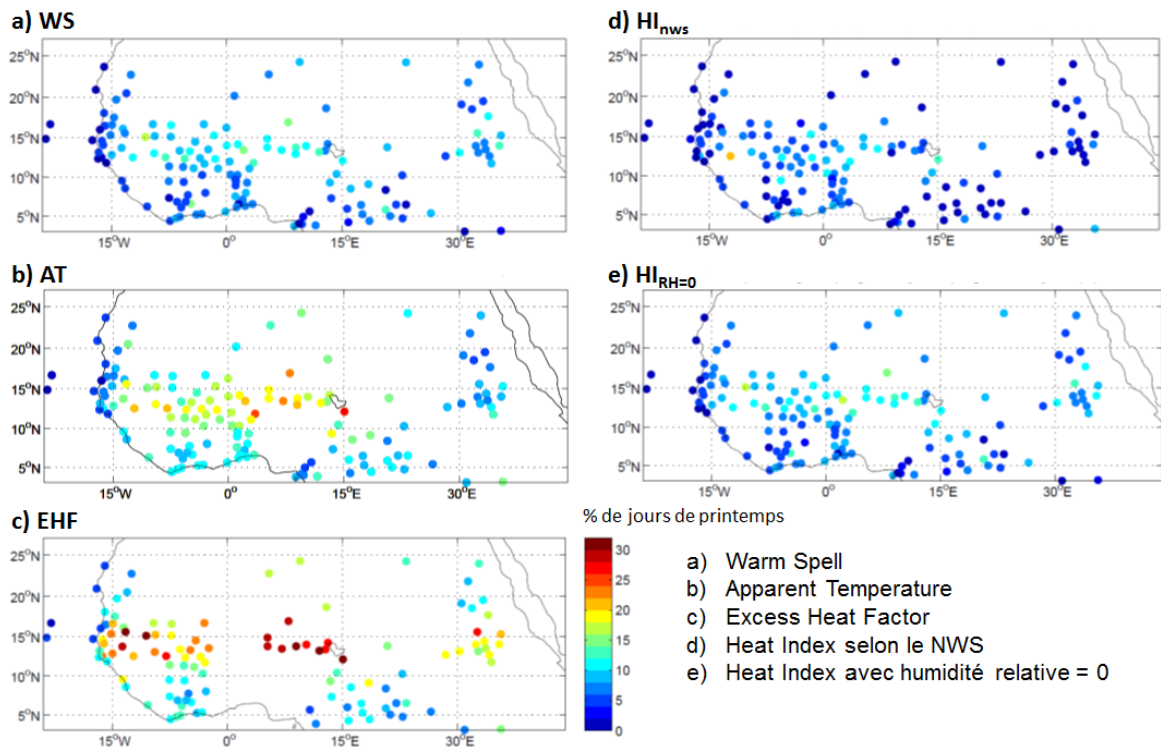 a) WS
25°N
20°N
15°N
10°N
5°N
15°W
0°
15°E
30°E
b) AT
25°N
20°N
15°N
10°N
5°N
15°W
0°
15°E
30°E
c) EHF
25°N
20°N
15°N
10°N
5°N
15°W
0°
15°E
30°E
d) HInws
25°N
20°N
15°N
10°N
5°N
15°W
0°
15°E
30°E
e) HIRH=0
25°N
20°N
15°N
10°N
5°N
15°W
0°
15°E
30°E
% de jours de printemps
30
25
20
15
10
5
0
a) Warm Spell
b) Apparent Temperature
c) Excess Heat Factor
d) Heat Index selon le NWS
e) Heat Index avec humidité relative = 0